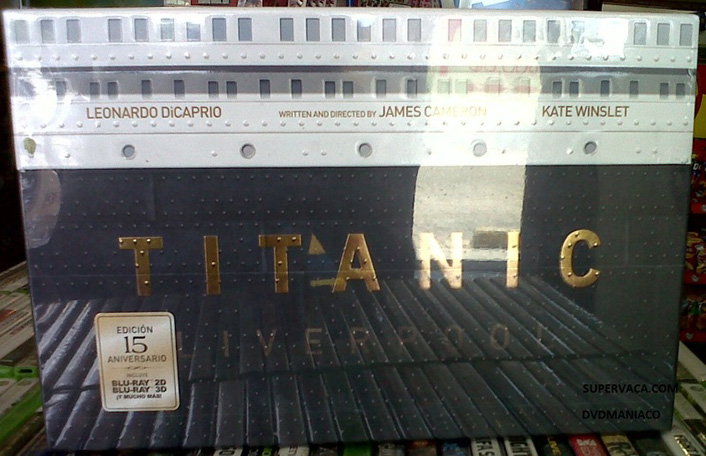 LEONARDO DiCAPRIO WRITTEN AND DIRECTED BY JAMES CAMERON KATE WINSLET
TITANIC
LIVERPOOL
EDICIÓN
15
ANIVERSARIO
INCLUYE
BLU-RAY 2D
BLU-RAY 3D
¡Y MUCHO MÁS!
SUPERVACA.COM
DVDMANIACO